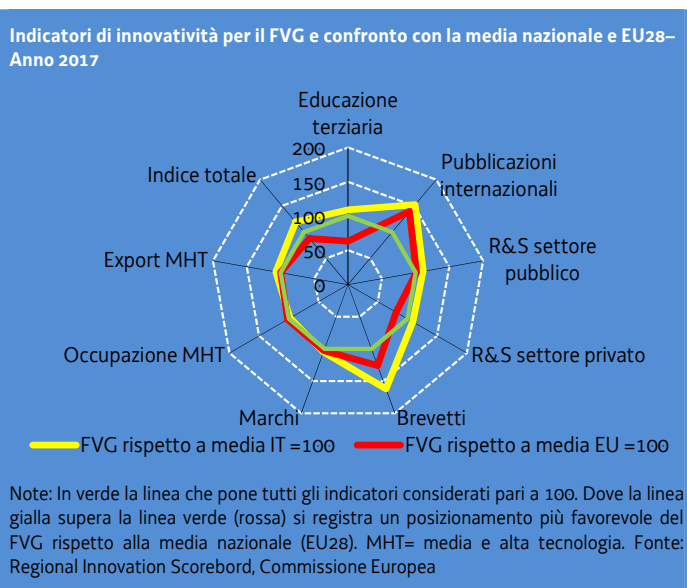 Indicatori di innovatività per il FVG e confronto con la media nazionale e EU28–
Anno 2017
Educazione
terziaria
200
Pubblicazioni
internazionali
Indice totale
150
100
R&S settore
pubblico
Export MHT
50
0
Occupazione MHT
R&S settore privato
Marchi
Brevetti
FVG rispetto a media IT =100
FVG rispetto a media EU =100
Note: In verde la linea che pone tutti gli indicatori considerati pari a 100. Dove la linea
gialla supera la linea verde (rossa) si registra un posizionamento più favorevole del
FVG rispetto alla media nazionale (EU28). MHT= media e alta tecnologia. Fonte:
Regional Innovation Scorebord, Commissione Europea